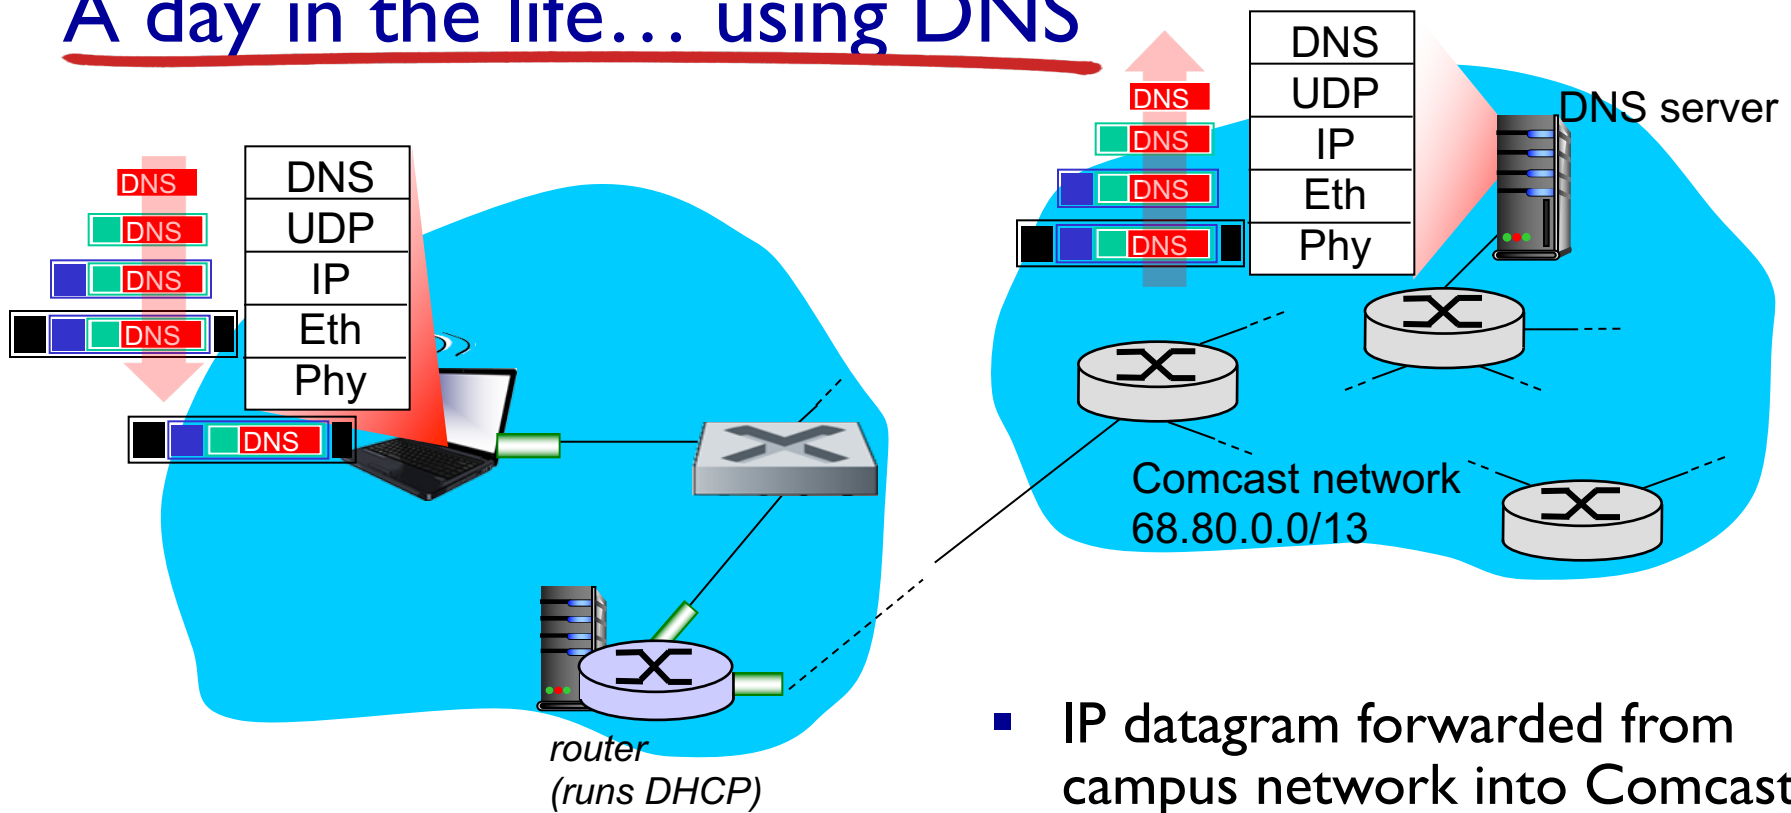 A day in the life… using DNS
DNS
DNS
DNS
DNS
DNS
DNS
UDP
IP
Eth
Phy
DNS
DNS
DNS
DNS
DNS
UDP
IP
Eth
Phy
DNS server
Comcast network
68.80.0.0/13
router
(runs DHCP)
▪ IP datagram forwarded from
campus network into Comcast